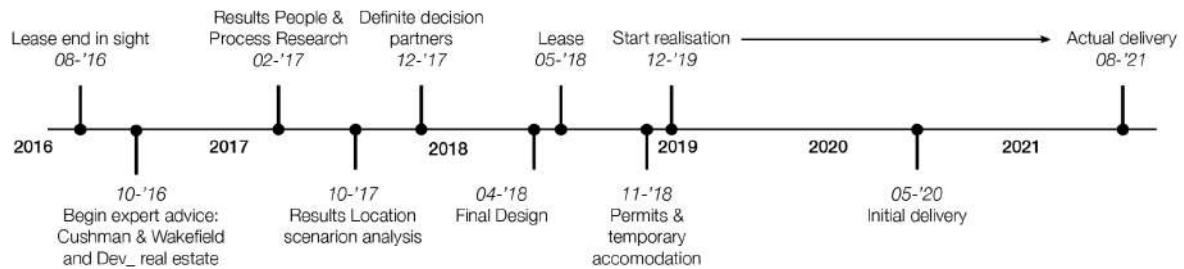 Lease end in sight
08-'16
Results People &
Process Research
02-'17
Definite decision
partners
12-'17
Lease
05-'18
Start realisation
12-'19
Actual delivery
08-'21
2016
2017
2018
2019
2020
2021
10-'16
Begin expert advice:
Cushman & Wakefield
and Dev_ real estate
10-'17
Results Location
scenarion analysis
04-'18
Final Design
11-'18
Permits &
temporary
accomodation
05-'20
Initial delivery